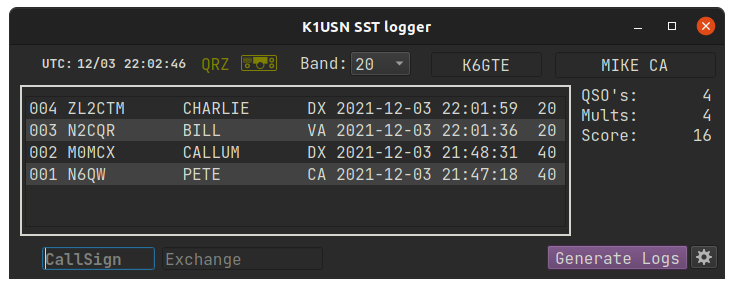 K1USN SST logger
UTC: 12/03 22:02:46 QRZ Band: 20 K6GTE MIKE CA
004 ZL2CTM CHARLIE DX 2021-12-03 22:01:59 20
003 N2CQR BILL VA 2021-12-03 22:01:36 20
002 M0MCX CALLUM DX 2021-12-03 21:48:31 40
001 N6QW PETE CA 2021-12-03 21:47:18 40
QSO's: 4
Mults: 4
Score: 16
CallSign Exchange Generate Logs